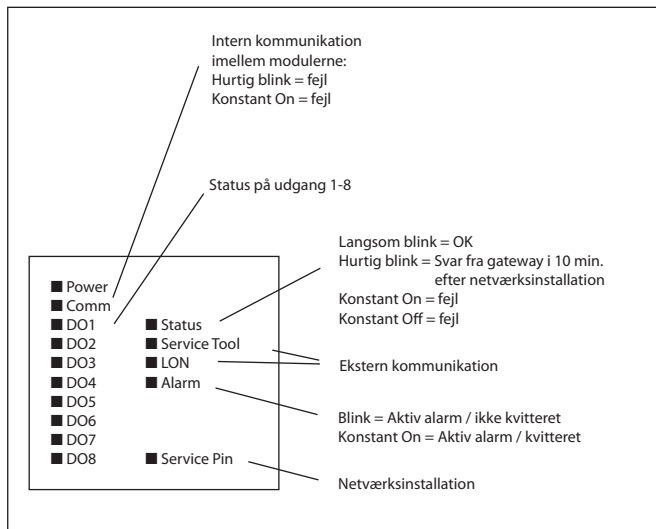 Intern kommunikation
imellem modulerne:
Hurtig blink = fejl
Konstant On = fejl
Status på udgang 1-8
Langsom blink = OK
Hurtig blink = Svar fra gateway i 10 min.
efter netværksinstallation
Konstant On = fejl
Konstant Off = fejl
Ekstern kommunikation
Blink = Aktiv alarm / ikke kvitteret
Konstant On = Aktiv alarm / kvitteret
Netværksinstallation
Power
Comm
DO1
DO2
DO3
DO4
DO5
DO6
DO7
DO8
Status
Service Tool
LON
Alarm
Service Pin